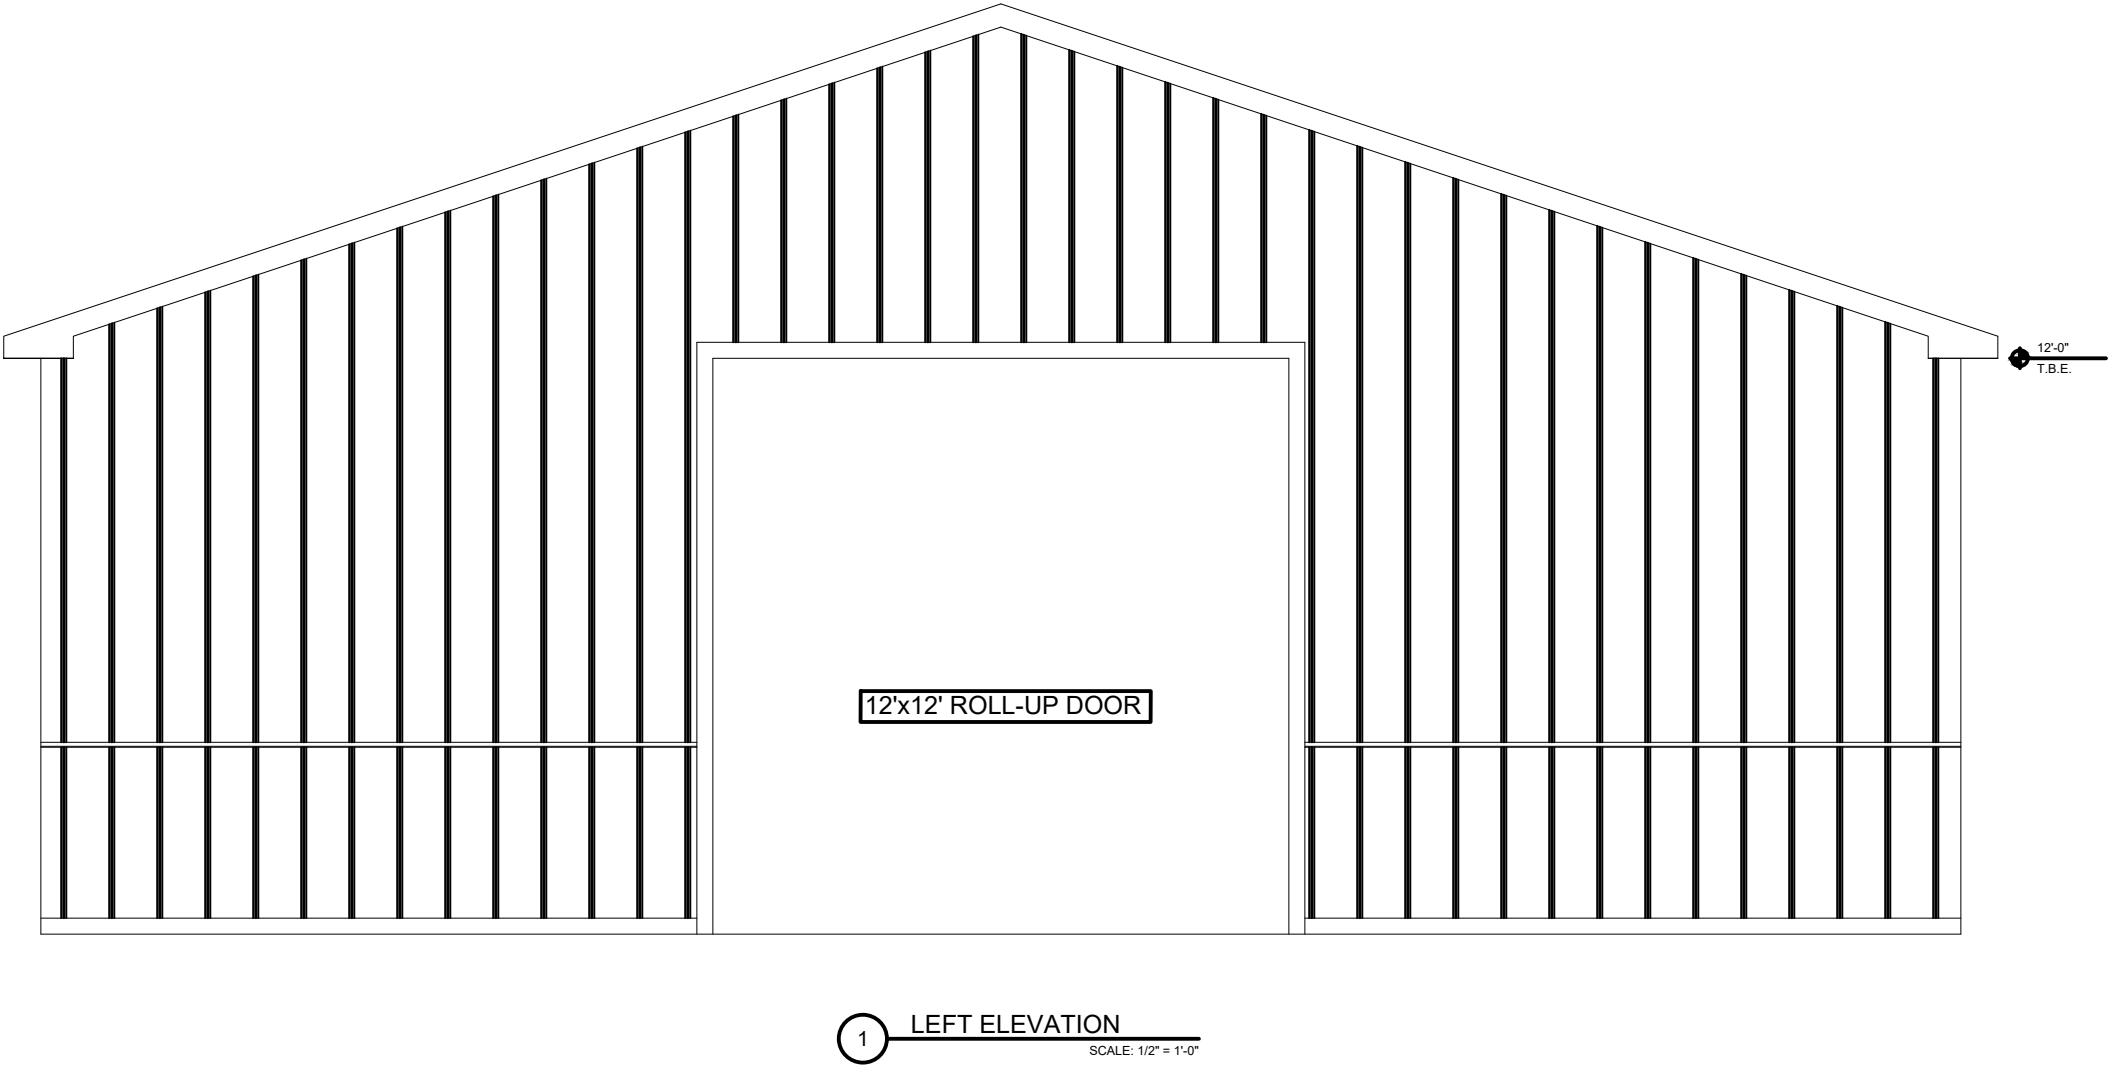 12'-0"
T.B.E.
12'x12' ROLL-UP DOOR
1
LEFT ELEVATION
SCALE: 1/2" = 1'-0"